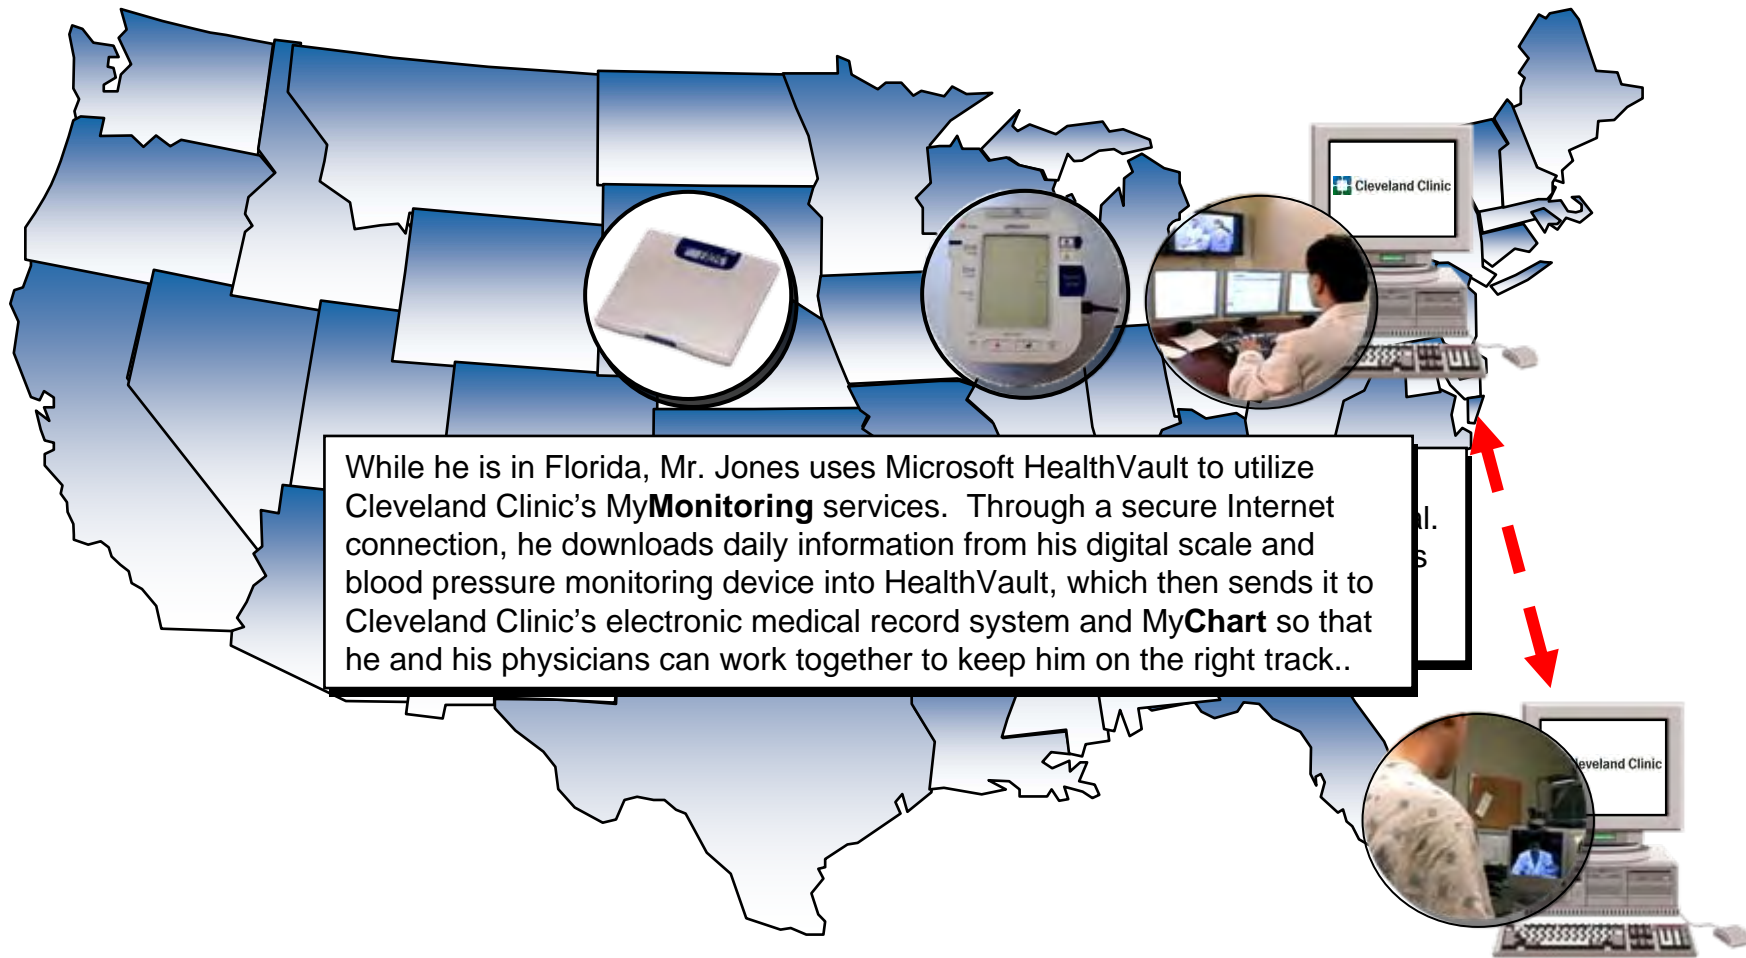 Cleveland Clinic
While he is in Florida, Mr. Jones uses Microsoft HealthVault to utilize
Cleveland Clinic's MyMonitoring services.  Through a secure Internet
connection, he downloads daily information from his digital scale and
blood pressure monitoring device into HealthVault, which then sends it to
Cleveland Clinic's electronic medical record system and MyChart so that
he and his physicians can work together to keep him on the right track..
al.
s
leveland Clinic